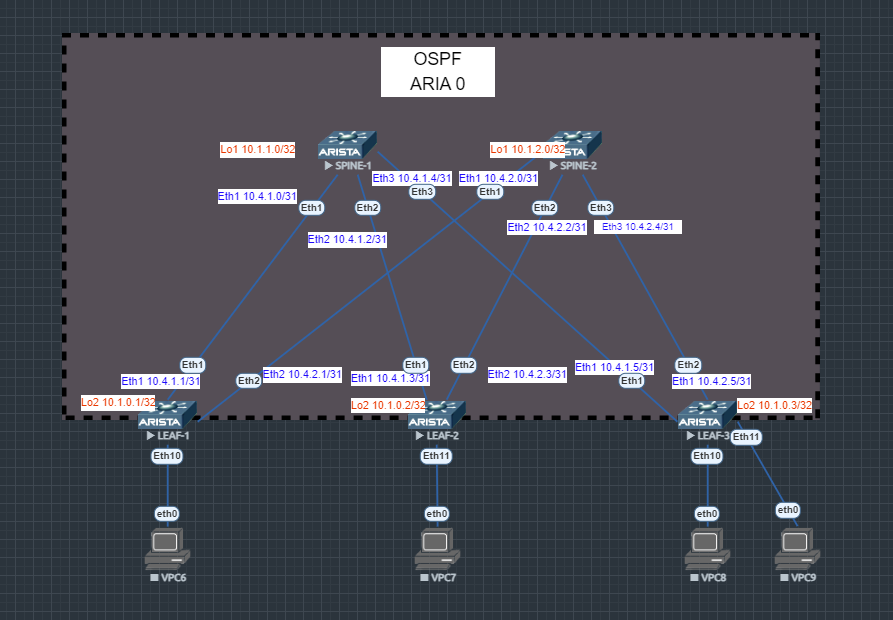 OSPF
ARIA 0
Lo1 10.1.1.0/32
ARISTA
SPINE-1
Lo1 10.1.2.0/32
STA
SPINE-2
Eth3 10.4.1.4/31
Eth3
Eth1 10.4.2.0/31
Eth1
Eth1 10.4.1.0/31
Eth1
Eth2
Eth2 10.4.1.2/31
Eth2
Eth2 10.4.2.2/31
Eth3
Eth3 10.4.2.4/31
Eth1
Eth1 10.4.1.1/31
Eth2
Eth2 10.4.2.1/31
Eth1
Eth1 10.4.1.3/31
Eth2
Eth2 10.4.2.3/31
Eth1 10.4.1.5/31
Eth1
Eth2
Eth1 10.4.2.5/31
Lo2 10.1.0.1/32
ARISTA
LEAF-1
Lo2 10.1.0.2/32
ARISTA
LEAF-2
Lo2 10.1.0.3/32
ARISTA
LEAF-3
Eth11
Eth10
Eth11
Eth10
eth0
eth0
eth0
eth0
VPC6
VPC7
VPC8
VPC9